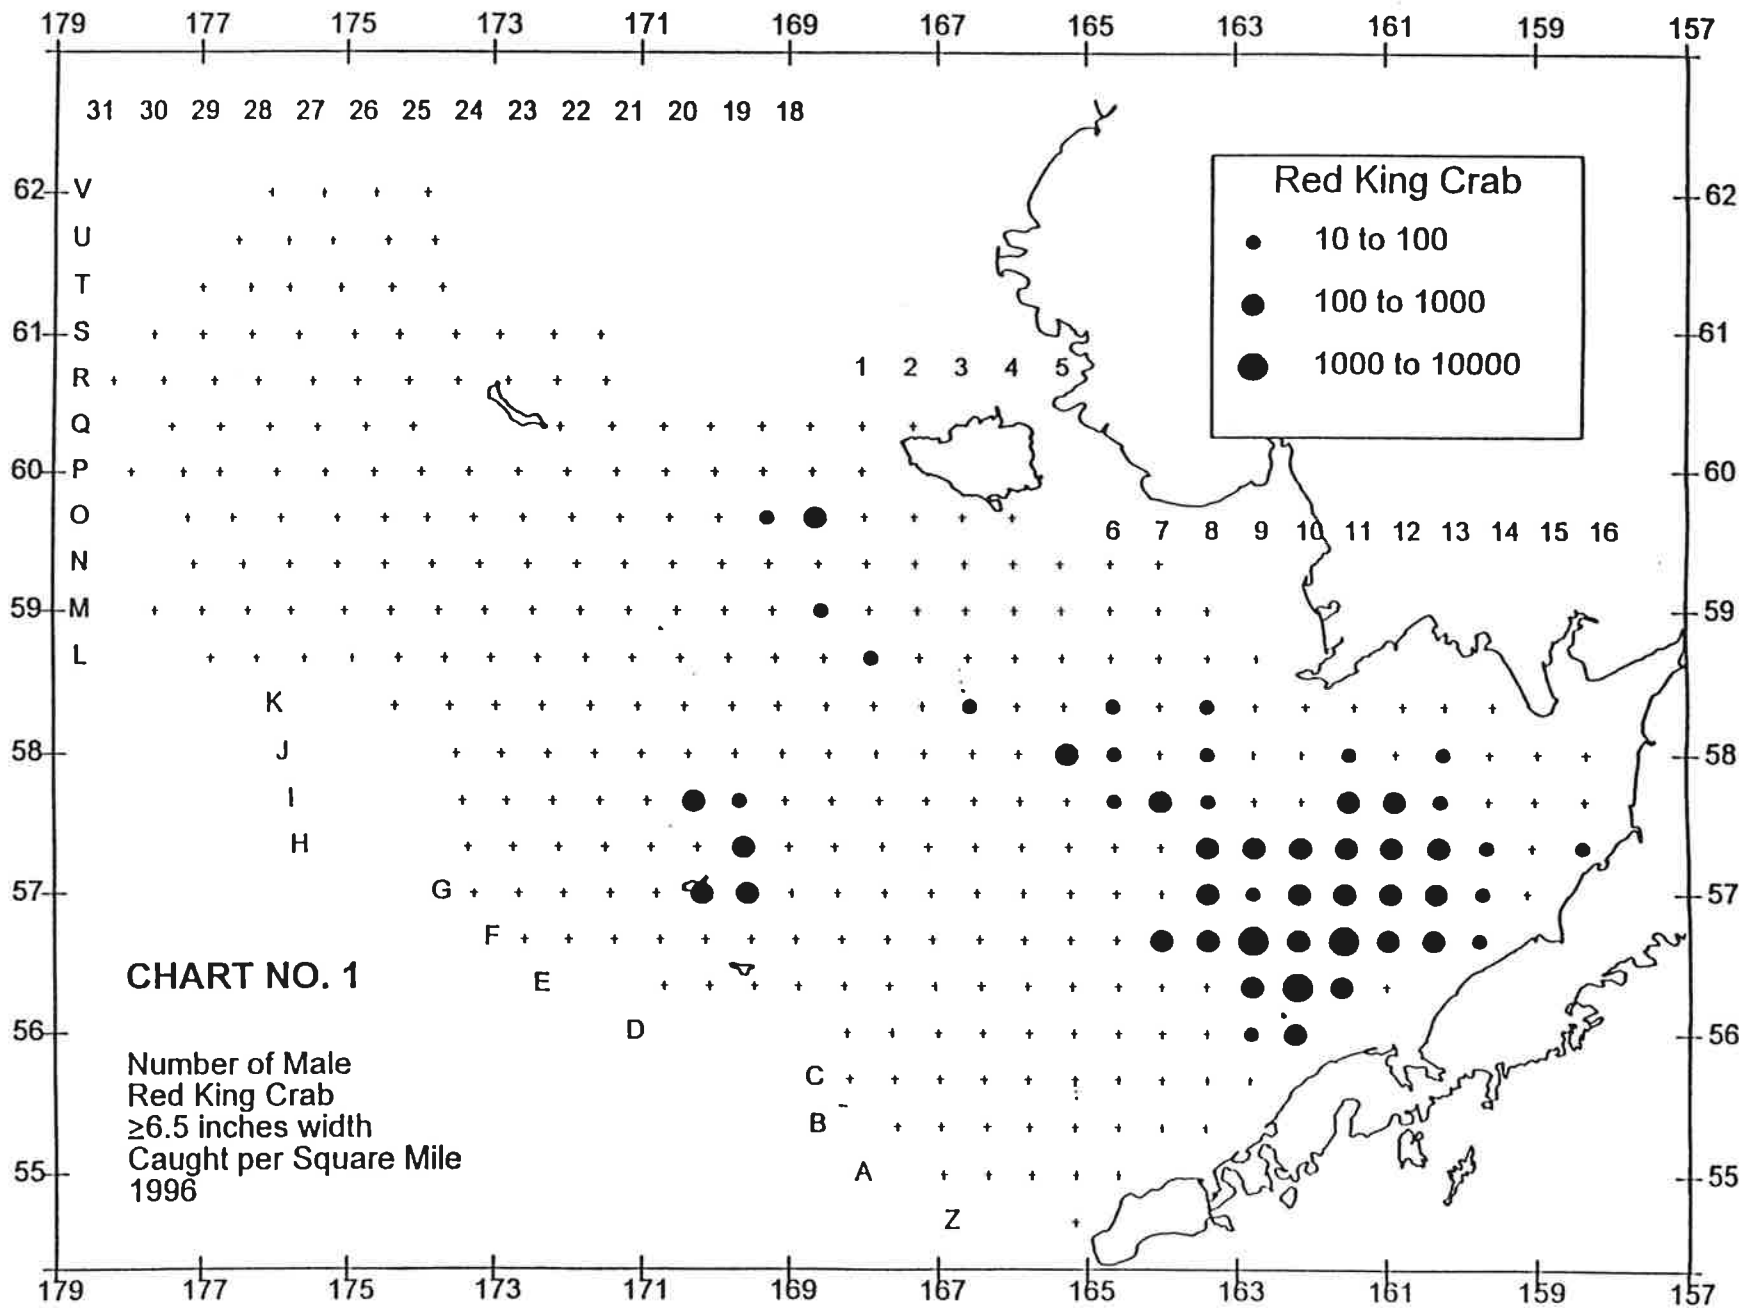 179 177 175 173 171 169 167 165 163 161 159 157
31 30 29 28 27 26 25 24 23 22 21 20 19 18
Red King Crab
10 to 100
100 to 1000
1000 to 10000
62 V 62
U
T
61 S 61
R 1 2 3 4 5
Q
60 P 60
O 6 7 8 9 10 11 12 13 14 15 16
N
59 M 59
L
K
58 J 58
I
H
57 G 57
F
CHART NO. 1
E
56 D 56
Number of Male
Red King Crab
≥6.5 inches width
Caught per Square Mile
1996
C
B
55 A 55
Z
179 177 175 173 171 169 167 165 163 161 159 157